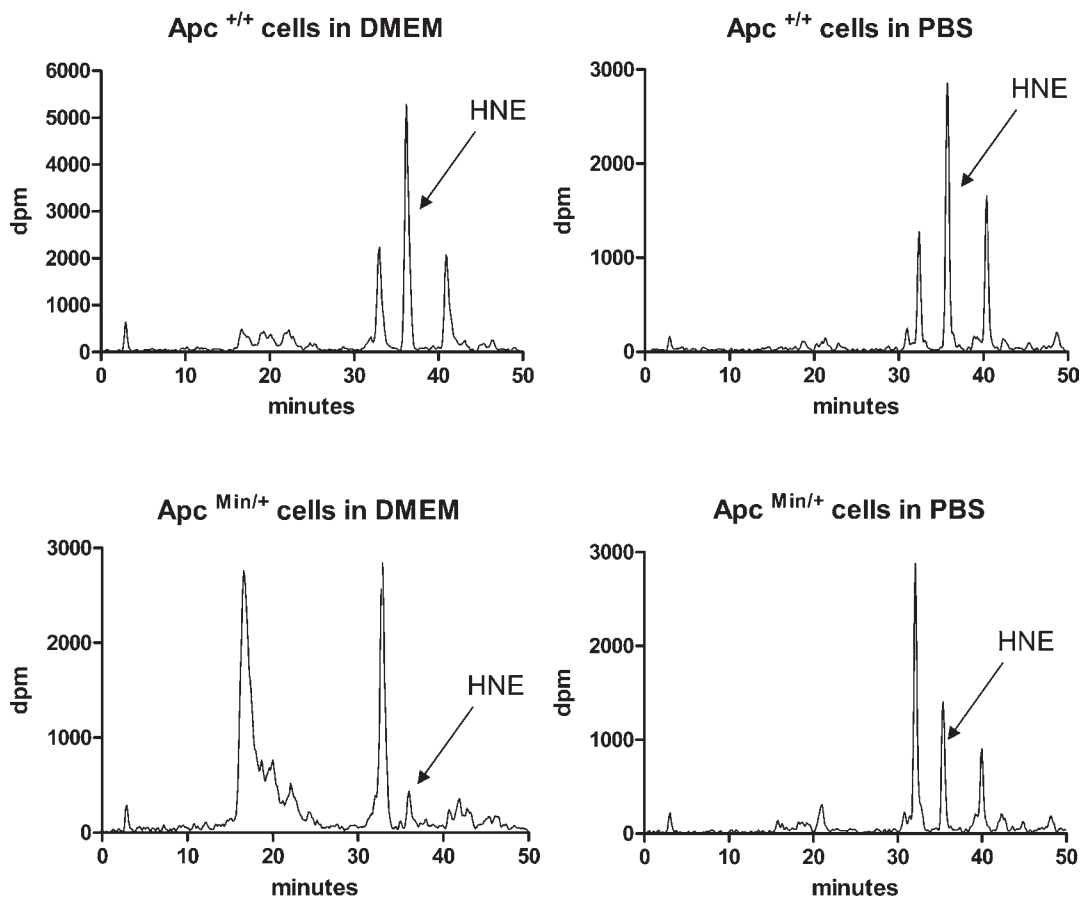 Apc +/+ cells in DMEM
6000
5000
4000
3000
2000
1000
0
dpm
HNE
0 10 20 30 40 50
minutes
Apc +/+ cells in PBS
3000
2000
1000
0
dpm
HNE
0 10 20 30 40 50
minutes
Apc Min/+ cells in DMEM
3000
2000
1000
0
dpm
HNE
0 10 20 30 40 50
minutes
Apc Min/+ cells in PBS
3000
2000
1000
0
dpm
HNE
0 10 20 30 40 50
minutes